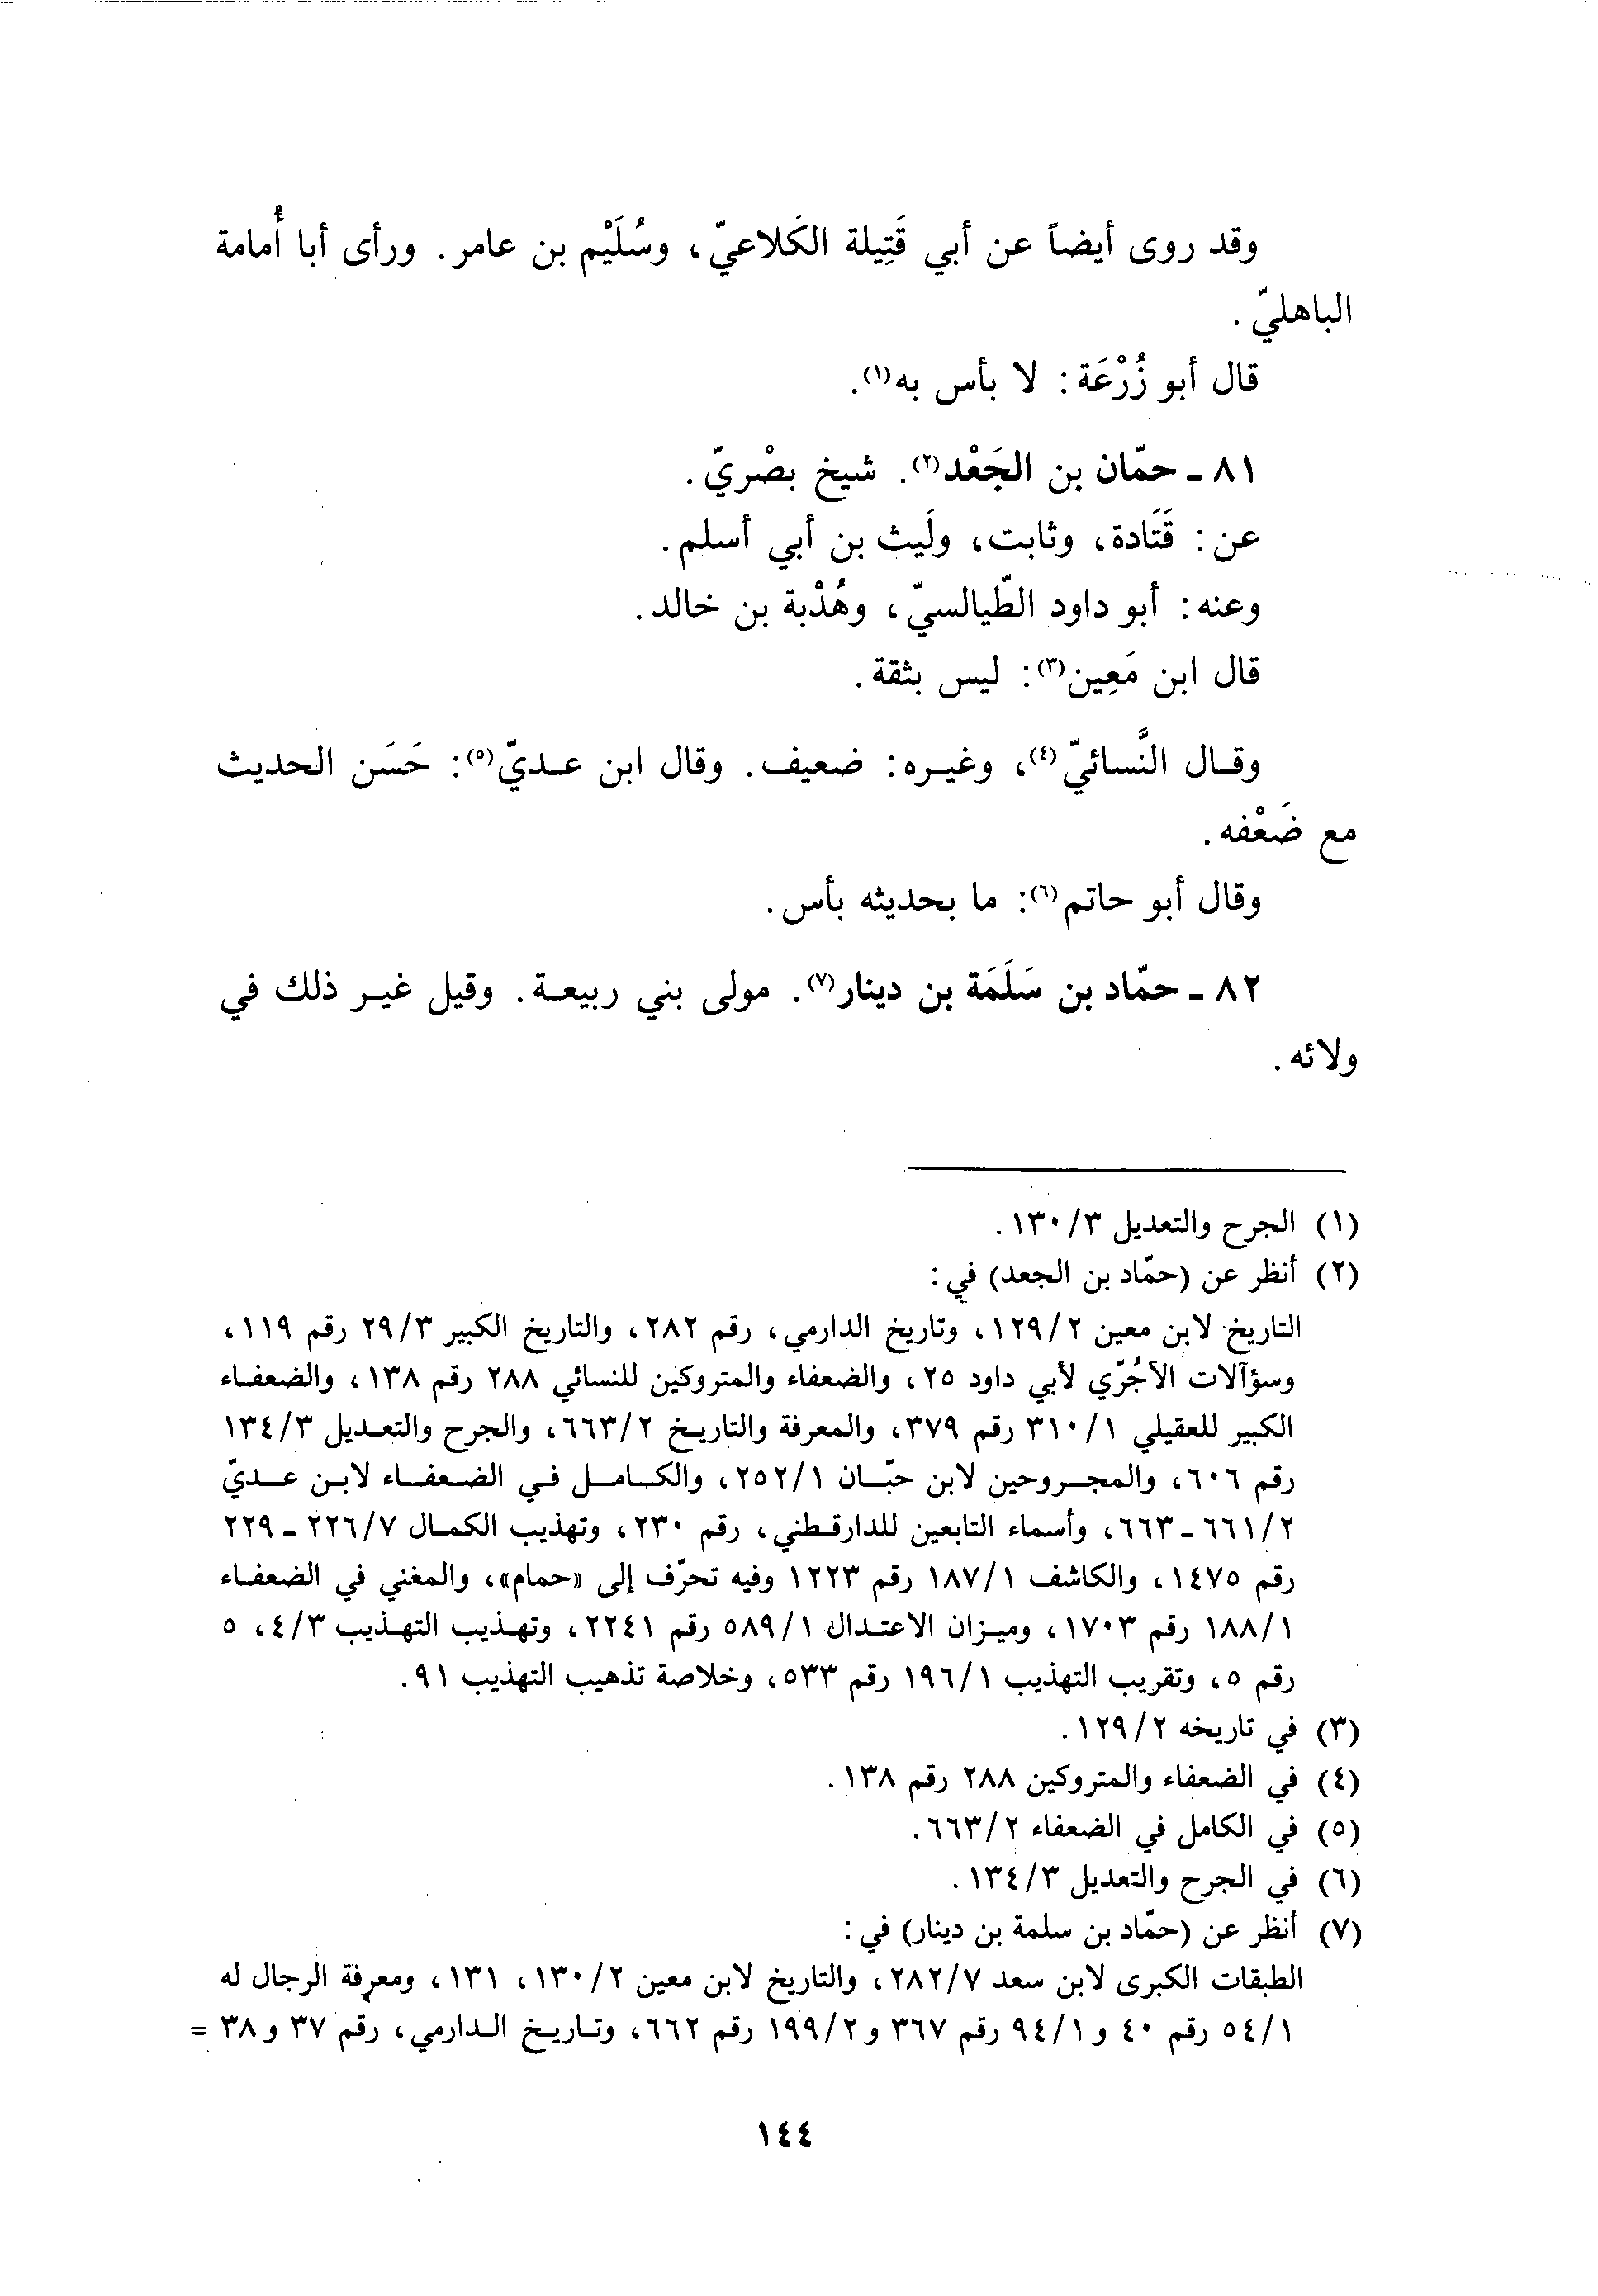 وقد روى أيضاً عن أبي قَتِيلة الكَلاعيّ، وسُلَيْم بن عامر. ورأى أبا أُمامة
الباهليّ.
قال أبو زُرْعَة: لا بأس به(١).
٨١ ـ حمّان بن الجَعْد(٢). شيخ بصْريّ.
عن: قَتَادة، وثابت، ولَيث بن أبي أسلم.
وعنه: أبو داود الطّيالسيّ، وهُدْبة بن خالد.
قال ابن مَعِين(٣): ليس بثقة.
وقال النَّسائيّ(٤)، وغيره: ضعيف. وقال ابن عديّ(٥): حَسَن الحديث
مع ضَعْفه.
وقال أبو حاتم(٦): ما بحديثه بأس.
٨٢ ـ حمّاد بن سَلَمَة بن دينار(٧). مولى بني ربيعة. وقيل غير ذلك في
ولائه.
(١) الجرح والتعديل ١٣٠/٣.
(٢) أنظر عن (حمّاد بن الجعد) في:
التاريخ لابن معين ١٢٩/٢، وتاريخ الدارمي، رقم ٢٨٢، والتاريخ الكبير ٢٩/٣ رقم ١١٩،
وسؤآلات الآجُرّي لأبي داود ٢٥، والضعفاء والمتروكين للنسائي ٢٨٨ رقم ١٣٨، والضعفاء
الكبير للعقيلي ٣١٠/١ رقم ٣٧٩، والمعرفة والتاريخ ٦٦٣/٢، والجرح والتعديل ١٣٤/٣
رقم ٦٠٦، والمجروحين لابن حبّان ٢٥٢/١، والكامل في الضعفاء لابن عديّ
٦٦١/٢ ـ ٦٦٣، وأسماء التابعين للدارقطني، رقم ٢٣٠، وتهذيب الكمال ٢٢٦/٧ ـ ٢٢٩
رقم ١٤٧٥، والكاشف ١٨٧/١ رقم ١٢٢٣ وفيه تحرّف إلى «حمام»، والمغني في الضعفاء
١٨٨/١ رقم ١٧٠٣، وميزان الاعتدال ٥٨٩/١ رقم ٢٢٤١، وتهذيب التهذيب ٤/٣، ٥
رقم ٥، وتقريب التهذيب ١٩٦/١ رقم ٥٣٣، وخلاصة تذهيب التهذيب ٩١.
(٣) في تاريخه ١٢٩/٢.
(٤) في الضعفاء والمتروكين ٢٨٨ رقم ١٣٨.
(٥) في الكامل في الضعفاء ٦٦٣/٢.
(٦) في الجرح والتعديل ١٣٤/٣.
(٧) أنظر عن (حمّاد بن سلمة بن دينار) في:
الطبقات الكبرى لابن سعد ٢٨٢/٧، والتاريخ لابن معين ١٣٠/٢، ١٣١، ومعرفة الرجال له
٥٤/١ رقم ٤٠ و٩٤/١ رقم ٣٦٧ و١٩٩/٢ رقم ٦٦٢، وتاريخ الدارمي، رقم ٣٧ و٣٨ =
١٤٤